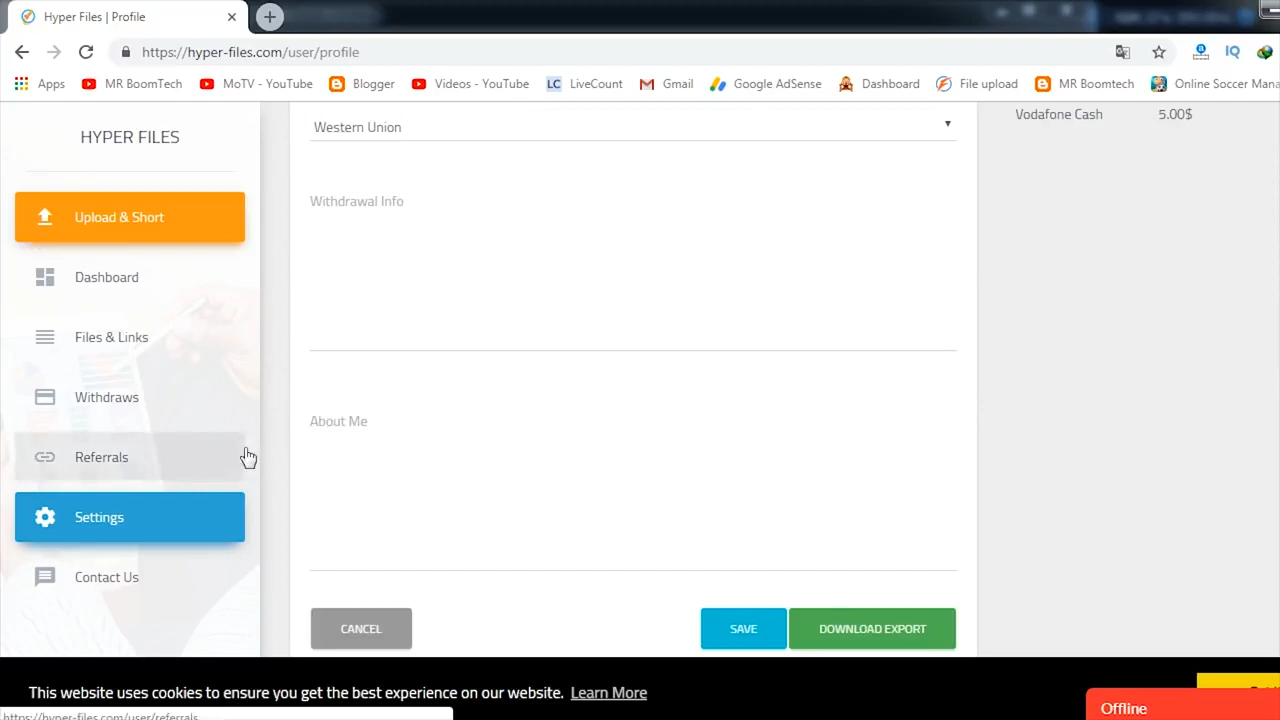 Hyper Files | Profile
https://hyper-files.com/user/profile
IQ
Apps
MR BoomTech
MoTV - YouTube
Blogger
Videos - YouTube
LC LiveCount
Gmail
Google AdSense
Dashboard
File upload
MR Boomtech
Online Soccer Mana
HYPER FILES
Upload & Short
Dashboard
Files & Links
Withdraws
Referrals
Settings
Contact Us
Western Union
Withdrawal Info
About Me
CANCEL
SAVE
DOWNLOAD EXPORT
Vodafone Cash 5.00$
This website uses cookies to ensure you get the best experience on our website. Learn More
Offline
https://hyper-files.com/user/referrals